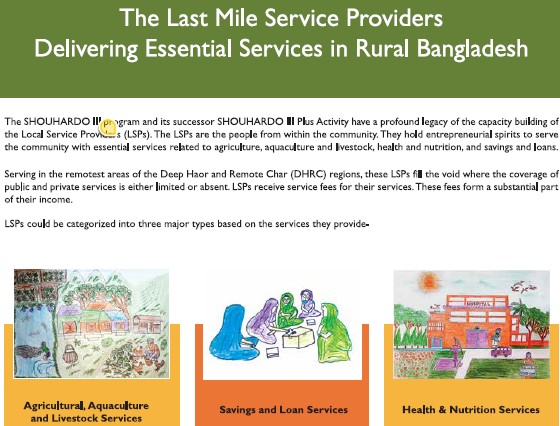 The Last Mile Service Providers
Delivering Essential Services in Rural Bangladesh
The SHOUHARDO III program and its successor SHOUHARDO III Plus Activity have a profound legacy of the capacity building of
the Local Service Providers (LSPs). The LSPs are the people from within the community. They hold entrepreneurial spirits to serve
the community with essential services related to agriculture, aquaculture and livestock, health and nutrition, and savings and loans.
Serving in the remotest areas of the Deep Haor and Remote Char (DHRC) regions, these LSPs fill the void where the coverage of
public and private services is either limited or absent. LSPs receive service fees for their services. These fees form a substantial part
of their income.
LSPs could be categorized into three major types based on the services they provide-
HOSPITAL
Agricultural, Aquaculture
and Livestock Services
Savings and Loan Services
Health & Nutrition Services